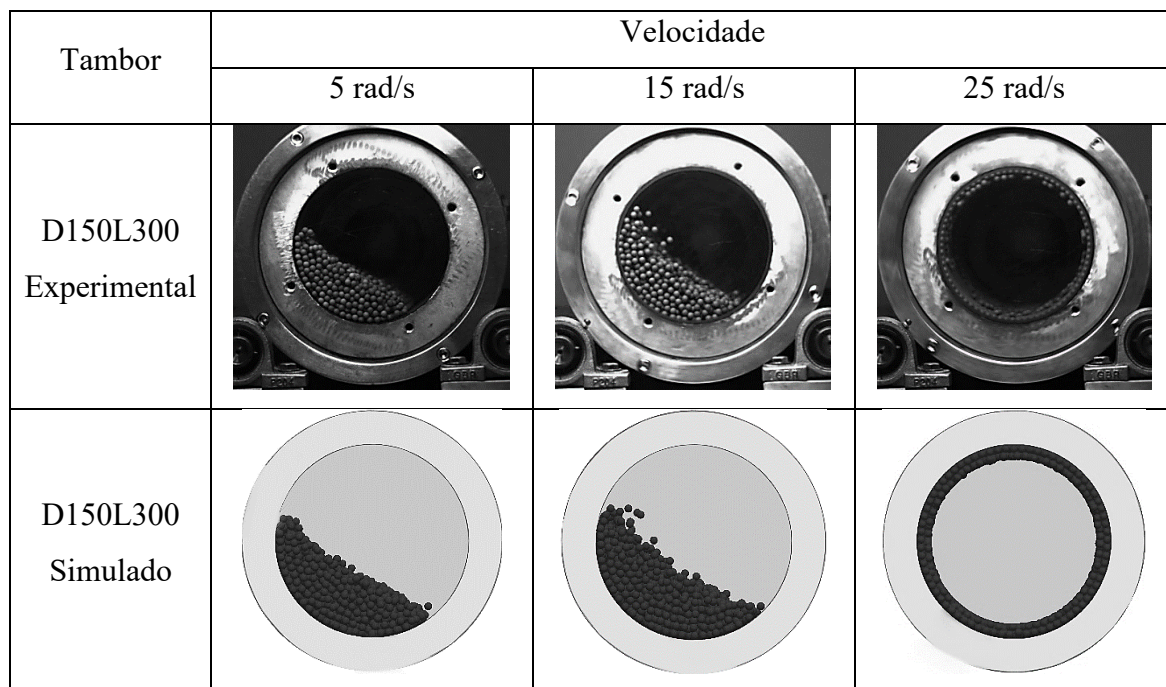 Tambor
Velocidade
5 rad/s
15 rad/s
25 rad/s
D150L300
Experimental
D150L300
Simulado